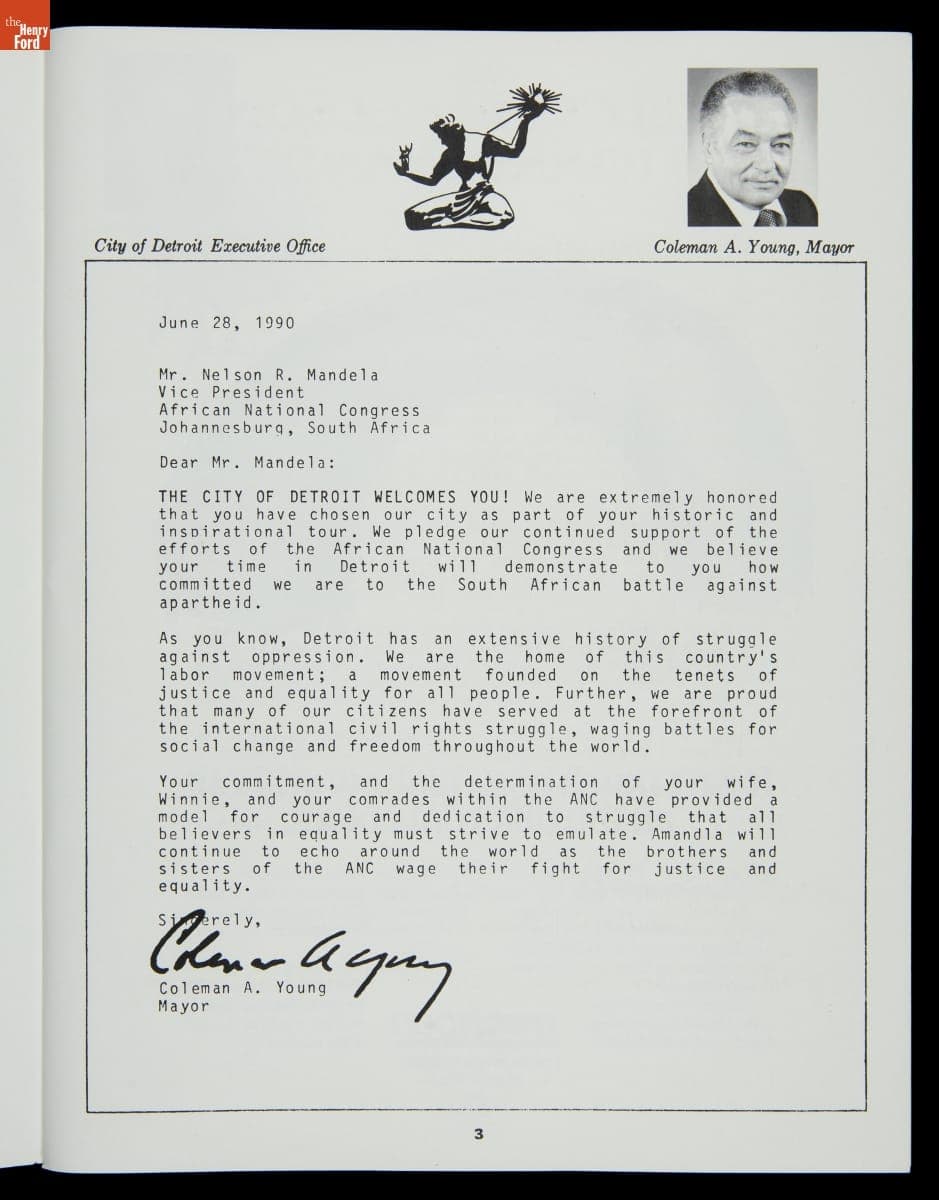 the
Henry
Ford
City of Detroit Executive Office
Coleman A. Young, Mayor
June 28, 1990
Mr. Nelson R. Mandela
Vice President
African National Congress
Johannesburg, South Africa
Dear Mr. Mandela:
THE CITY OF DETROIT WELCOMES YOU! We are extremely honored
that you have chosen our city as part of your historic and
inspirational tour. We pledge our continued support of the
efforts of the African National Congress and we believe
your time in Detroit will demonstrate to you how
committed we are to the South African battle against
apartheid.
As you know, Detroit has an extensive history of struggle
against oppression. We are the home of this country's
labor movement; a movement founded on the tenets of
justice and equality for all people. Further, we are proud
that many of our citizens have served at the forefront of
the international civil rights struggle, waging battles for
social change and freedom throughout the world.
Your commitment, and the determination of your wife,
Winnie, and your comrades within the ANC have provided a
model for courage and dedication to struggle that all
believers in equality must strive to emulate. Amandla will
continue to echo around the world as the brothers and
sisters of the ANC wage their fight for justice and
equality.
Sincerely,
Coleman A Young
Coleman A. Young
Mayor
3